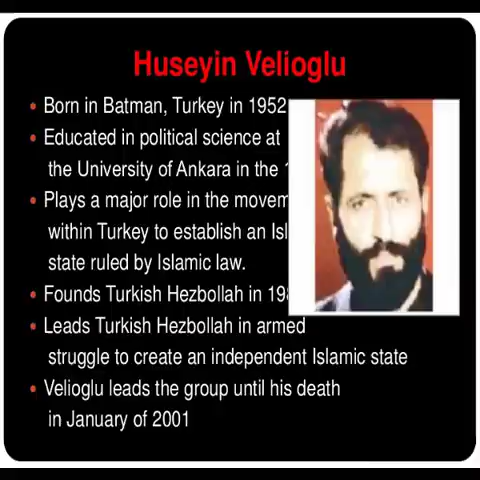 Huseyin Velioglu
• Born in Batman, Turkey in 1952
• Educated in political science at
the University of Ankara in the
• Plays a major role in the
within Turkey to establish an
state ruled by Islamic law.
• Founds Turkish Hezbollah in
• Leads Turkish Hezbollah in armed
struggle to create an independent Islamic state
• Velioglu leads the group until his death
in January of 2001